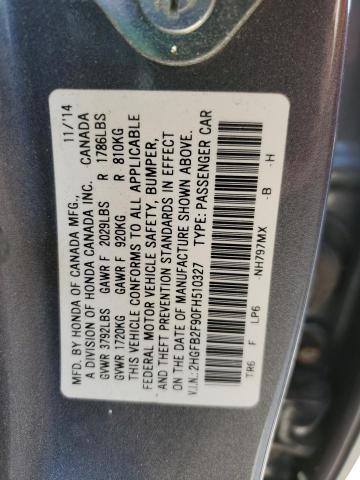 MFD. BY HONDA OF CANADA MFG., 11/14
A DIVISION OF HONDA CANADA INC. CANADA
GVWR 3792LBS GAWR F 2029LBS R 1786LBS
GVWR 1720KG GAWR F 920KG R 810KG
THIS VEHICLE CONFORMS TO ALL APPLICABLE
FEDERAL MOTOR VEHICLE SAFETY, BUMPER,
AND THEFT PREVENTION STANDARDS IN EFFECT
ON THE DATE OF MANUFACTURE SHOWN ABOVE.
V.I.N.: 2HGFB2F90FH510327 TYPE: PASSENGER CAR
TR6 F LP6 -NH797MX -B -H